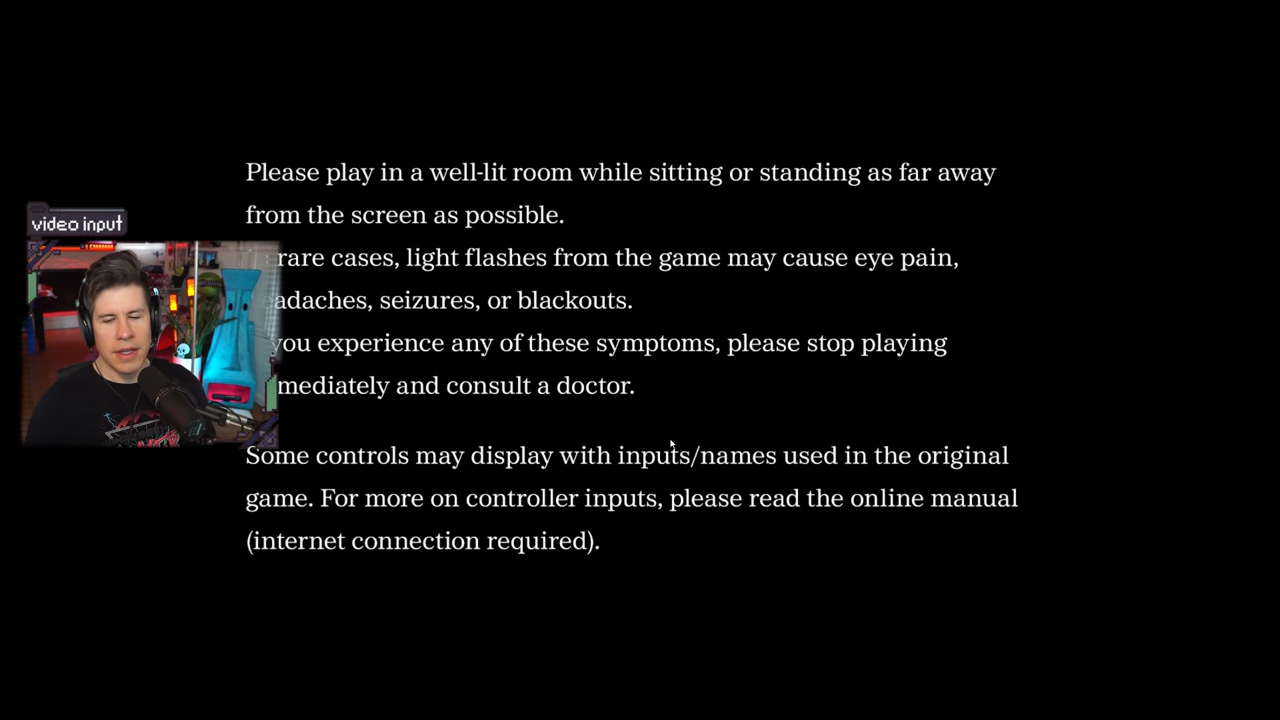 Please play in a well-lit room while sitting or standing as far away
from the screen as possible.
video input
rare cases, light flashes from the game may cause eye pain,
headaches, seizures, or blackouts.
you experience any of these symptoms, please stop playing
immediately and consult a doctor.
Some controls may display with inputs/names used in the original
game. For more on controller inputs, please read the online manual
(internet connection required).